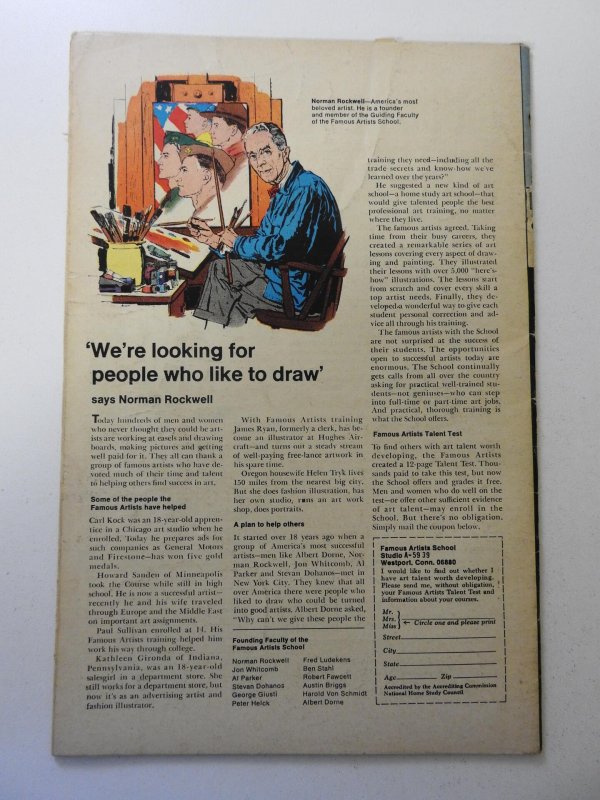 Norman Rockwell—America's most
beloved artist. He is a founder
and member of the Guiding Faculty
of the Famous Artists School.
'We're looking for
people who like to draw'
says Norman Rockwell
Today hundreds of men and women
who never thought they could be art-
ists are working at easels and drawing
boards, making pictures and getting
well paid for it. They all can thank a
group of famous artists who have de-
voted much of their time and talent
to helping others find success in art.
Some of the people the
Famous Artists have helped
Carl Kock was an 18-year-old appren-
tice in a Chicago art studio when he
enrolled. Today he prepares ads for
such companies as General Motors
and Firestone—has won five gold
medals.
Howard Sanden of Minneapolis
took the Course while still in high
school. He is now a successful artist—
recently he and his wife traveled
through Europe and the Middle East
on important art assignments.
Paul Sullivan enrolled at 14. His
Famous Artists training helped him
work his way through college.
Kathleen Gironda of Indiana,
Pennsylvania, was an 18-year-old
salesgirl in a department store. She
still works for a department store, but
now it's as an advertising artist and
fashion illustrator.
With Famous Artists training
James Ryan, formerly a clerk, has be-
come an illustrator at Hughes Air-
craft—and turns out a steady stream
of well-paying free-lance artwork in
his spare time.
Oregon housewife Helen Tryk lives
150 miles from the nearest big city.
But she does fashion illustration, has
her own studio, runs an art work
shop, does portraits.
A plan to help others
It started over 18 years ago when a
group of America's most successful
artists—men like Albert Dorne, Nor-
man Rockwell, Jon Whitcomb, Al
Parker and Stevan Dohanos—met in
New York City. They knew that all
over America there were people who
liked to draw who could be turned
into good artists. Albert Dorne asked,
"Why can't we give these people the
Founding Faculty of the
Famous Artists School
Norman Rockwell
Jon Whitcomb
Al Parker
Stevan Dohanos
George Giusti
Peter Helck
Fred Ludekens
Ben Stahl
Robert Fawcett
Austin Briggs
Harold Von Schmidt
Albert Dorne
training they need—including all the
trade secrets and know-how we've
learned over the years?"
He suggested a new kind of art
school—a home study art school—that
would give talented people the best
professional art training, no matter
where they live.
The famous artists agreed. Taking
time from their busy careers, they
created a remarkable series of art
lessons covering every aspect of draw-
ing and painting. They illustrated
their lessons with over 5,000 "here's-
how" illustrations. The lessons start
from scratch and cover every skill a
top artist needs. Finally, they de-
veloped a wonderful way to give each
student personal correction and ad-
vice all through his training.
The famous artists with the School
are not surprised at the success of
their students. The opportunities
open to successful artists today are
enormous. The School continually
gets calls from all over the country
asking for practical well-trained stu-
dents—not geniuses—who can step
into full-time or part-time art jobs.
And practical, thorough training is
what the School offers.
Famous Artists Talent Test
To find others with art talent worth
developing, the Famous Artists
created a 12-page Talent Test. Thou-
sands paid to take this test, but now
the School offers and grades it free.
Men and women who do well on the
test—or offer other sufficient evidence
of art talent—may enroll in the
School. But there's no obligation.
Simply mail the coupon below.
Famous Artists School
Studio A-5939
Westport, Conn. 06880
I would like to find out whether I
have art talent worth developing.
Please send me, without obligation,
your Famous Artists Talent Test and
information about your courses.
Mr.
Mrs.
Miss
Circle one and please print
Street
City
State
Age Zip
Accredited by the Accrediting Commission
National Home Study Council